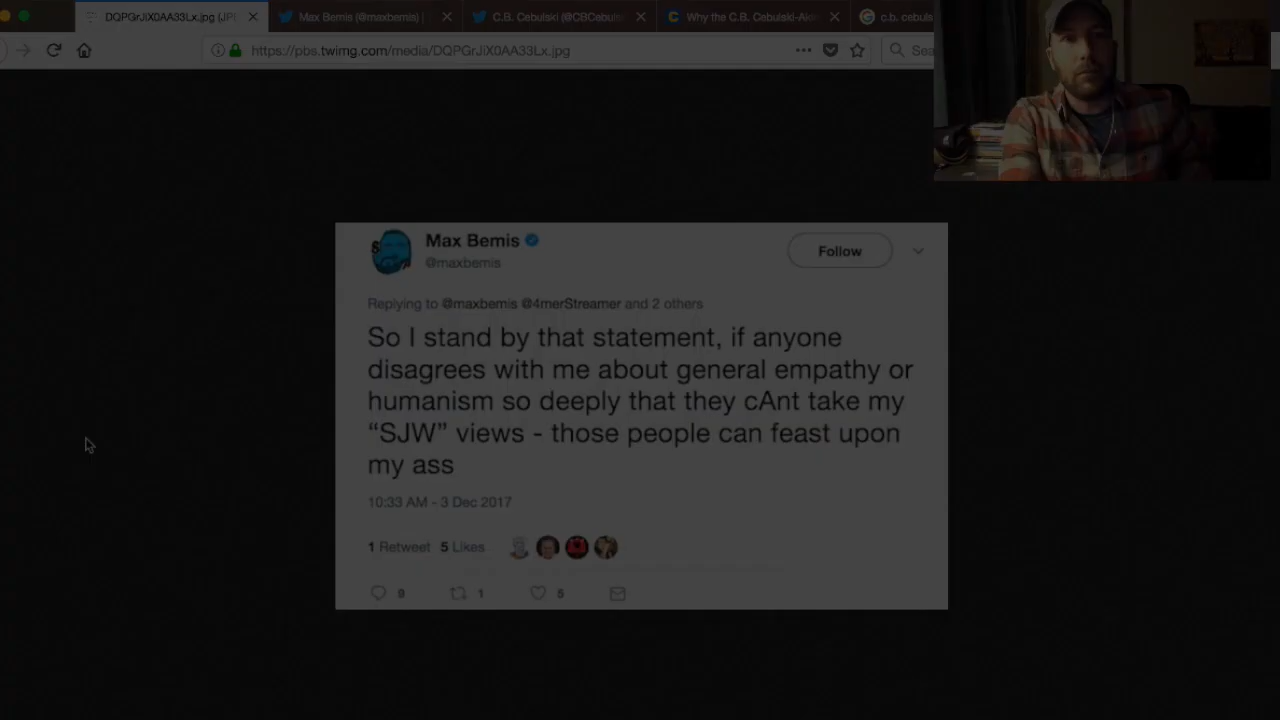 DQPGrJIX0AA33Lx.jpg (JPE
Max Bemis (@maxbemis) |
C.B. Cebulski (@CBCebuls
Why the C.B. Cebulski-Aki
c.b. cebuls
https://pbs.twimg.com/media/DQPGrJiX0AA33Lx.jpg
Sea
Max Bemis
@maxbemis
Follow
Replying to @maxbemis @4merStreamer and 2 others
So I stand by that statement, if anyone
disagrees with me about general empathy or
humanism so deeply that they cAnt take my
“SJW” views - those people can feast upon
my ass
10:33 AM - 3 Dec 2017
1 Retweet 5 Likes
9 1 5